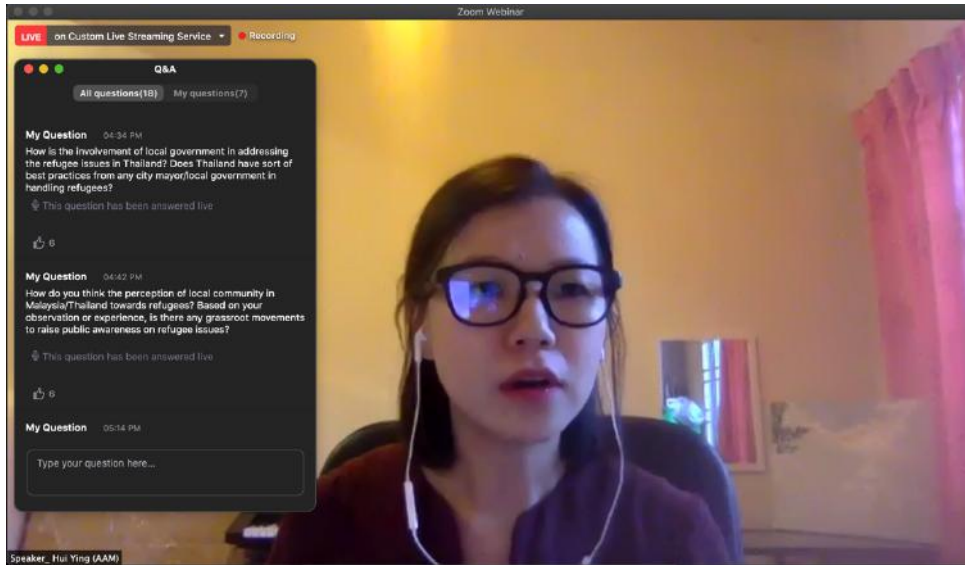 Zoom Webinar
LIVE on Custom Live Streaming Service Recording
Q&A
All questions(18) My questions(7)
My Question 04:34 PM
How is the involvement of local government in addressing
the refugee issues in Thailand? Does Thailand have sort of
best practices from any city mayor/local government in
handling refugees?
This question has been answered live
6
My Question 04:42 PM
How do you think the perception of local community in
Malaysia/Thailand towards refugees? Based on your
observation or experience, is there any grassroot movements
to raise public awareness on refugee issues?
This question has been answered live
6
My Question 05:14 PM
Type your question here...
Speaker_ Hui Ying (AAM)